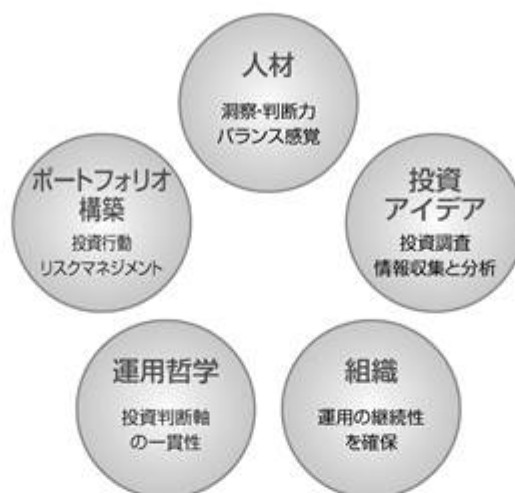 人材
洞察・判断力
バランス感覚
ポートフォリオ
構築
投資行動
リスクマネジメント
投資
アイデア
投資調査
情報収集と分析
運用哲学
投資判断軸
の一貫性
組織
運用の継続性
を確保